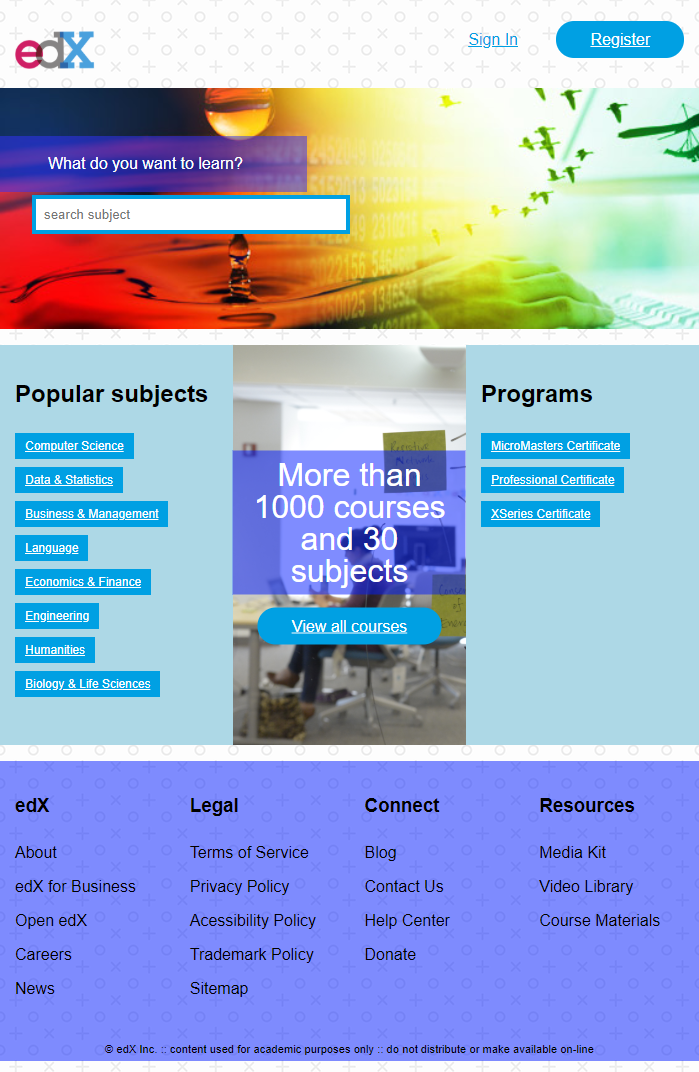 edX
Sign In
Register
What do you want to learn?
search subject
Popular subjects
Computer Science
Data & Statistics
Business & Management
Language
Economics & Finance
Engineering
Humanities
Biology & Life Sciences
More than
1000 courses
and 30
subjects
View all courses
Programs
MicroMasters Certificate
Professional Certificate
XSeries Certificate
edX
About
edX for Business
Open edX
Careers
News
Legal
Terms of Service
Privacy Policy
Acessibility Policy
Trademark Policy
Sitemap
Connect
Blog
Contact Us
Help Center
Donate
Resources
Media Kit
Video Library
Course Materials
© edX Inc. :: content used for academic purposes only :: do not distribute or make available on-line